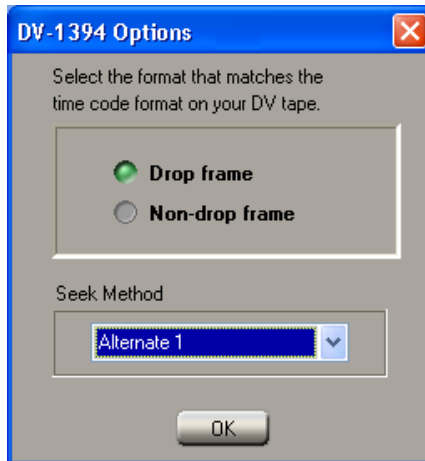 DV-1394 Options
Select the format that matches the
time code format on your DV tape.
Drop frame
Non-drop frame
Seek Method
Alternate 1
OK